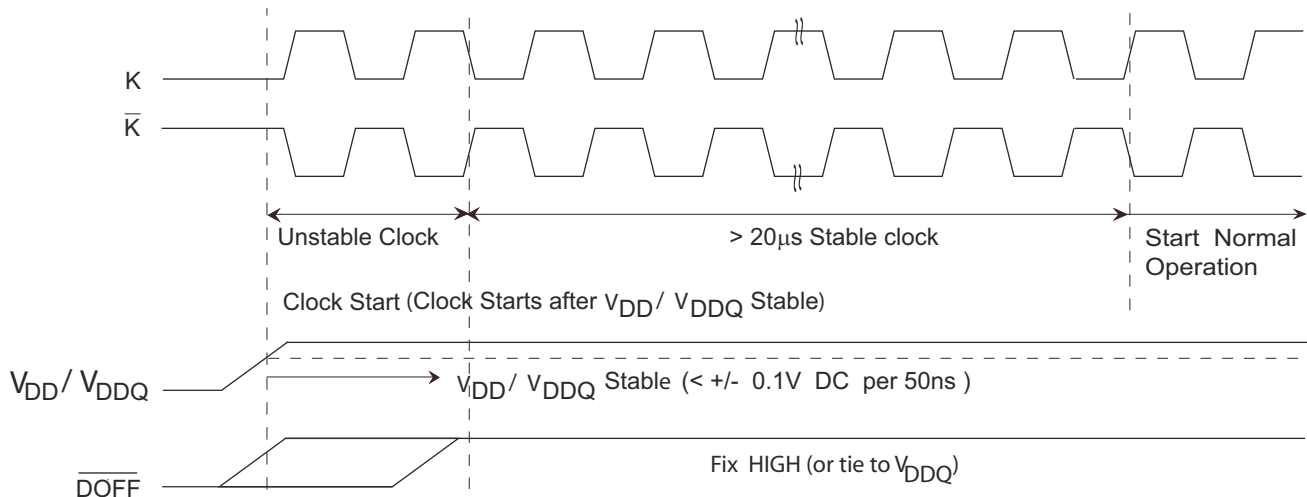 K
K̅
Unstable Clock
> 20μs Stable clock
Start Normal
Operation
Clock Start (Clock Starts after VDD/ VDDQ Stable)
VDD/ VDDQ
VDD/ VDDQ Stable (< +/- 0.1V DC per 50ns )
D̅O̅F̅F̅
Fix HIGH (or tie to VDDQ)